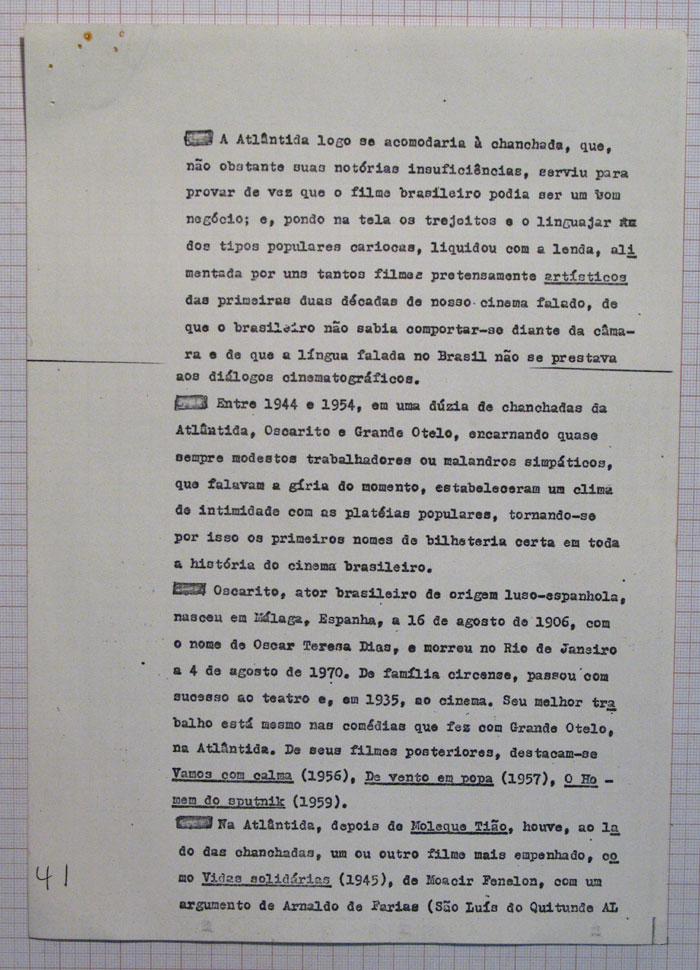 A Atlântida logo se acomodaria à chanchada, que,
não obstante suas notórias insuficiências, serviu para
provar de vez que o filme brasileiro podia ser um bom
negócio; e, pondo na tela os trejeitos e o linguajar
dos tipos populares cariocas, liquidou com a lenda, ali
mentada por uns tantos filmes pretensamente artísticos
das primeiras duas décadas de nosso cinema falado, de
que o brasileiro não sabia comportar-se diante da câma-
ra e de que a língua falada no Brasil não se prestava
aos diálogos cinematográficos.
Entre 1944 e 1954, em uma dúzia de chanchadas da
Atlântida, Oscarito e Grande Otelo, encarnando quase
sempre modestos trabalhadores ou malandros simpáticos,
que falavam a gíria do momento, estabeleceram um clima
de intimidade com as platéias populares, tornando-se
por isso os primeiros nomes de bilheteria certa em toda
a história do cinema brasileiro.
Oscarito, ator brasileiro de origem luso-espanhola,
nasceu em Málaga, Espanha, a 16 de agosto de 1906, com
o nome de Oscar Teresa Dias, e morreu no Rio de Janeiro
a 4 de agosto de 1970. De família circense, passou com
sucesso ao teatro e, em 1935, ao cinema. Seu melhor tra
balho está mesmo nas comédias que fez com Grande Otelo,
na Atlântida. De seus filmes posteriores, destacam-se
Vamos com calma (1956), De vento em popa (1957), O Ho -
mem do sputnik (1959).
Na Atlântida, depois de Moleque Tião, houve, ao la
do das chanchadas, um ou outro filme mais empenhado, co
mo Vidas solidárias (1945), de Moacir Fenelon, com um
argumento de Arnaldo de Farias (São Luís do Quitunde AL
41